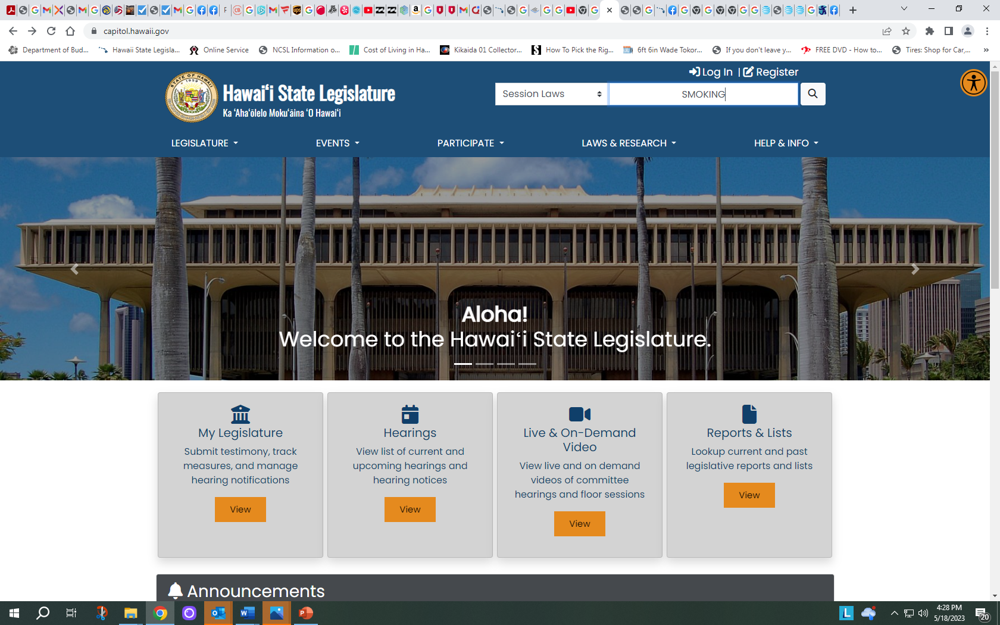 capitol.hawaii.gov
Department of Bud...
Hawaii State Legisla...
Online Service
NCSL Information o...
Cost of Living in Ha...
Kikaida 01 Collector...
How To Pick the Rig...
6ft 6in Wade Tokor...
If you don't leave y...
FREE DVD - How to...
Tires: Shop for Car,...
»
Log In | Register
STATE OF HAWAII
1959
Hawaiʻi State Legislature
Ka ʻAhaʻōlelo Mokuʻāina ʻO Hawaiʻi
Session Laws
SMOKING
LEGISLATURE
EVENTS
PARTICIPATE
LAWS & RESEARCH
HELP & INFO
Aloha!
Welcome to the Hawaiʻi State Legislature.
My Legislature
Submit testimony, track
measures, and manage
hearing notifications
View
Hearings
View list of current and
upcoming hearings and
hearing notices
View
Live & On-Demand
Video
View live and on demand
videos of committee
hearings and floor sessions
View
Reports & Lists
Lookup current and past
legislative reports and lists
View
Announcements
4:28 PM
5/18/2023
20